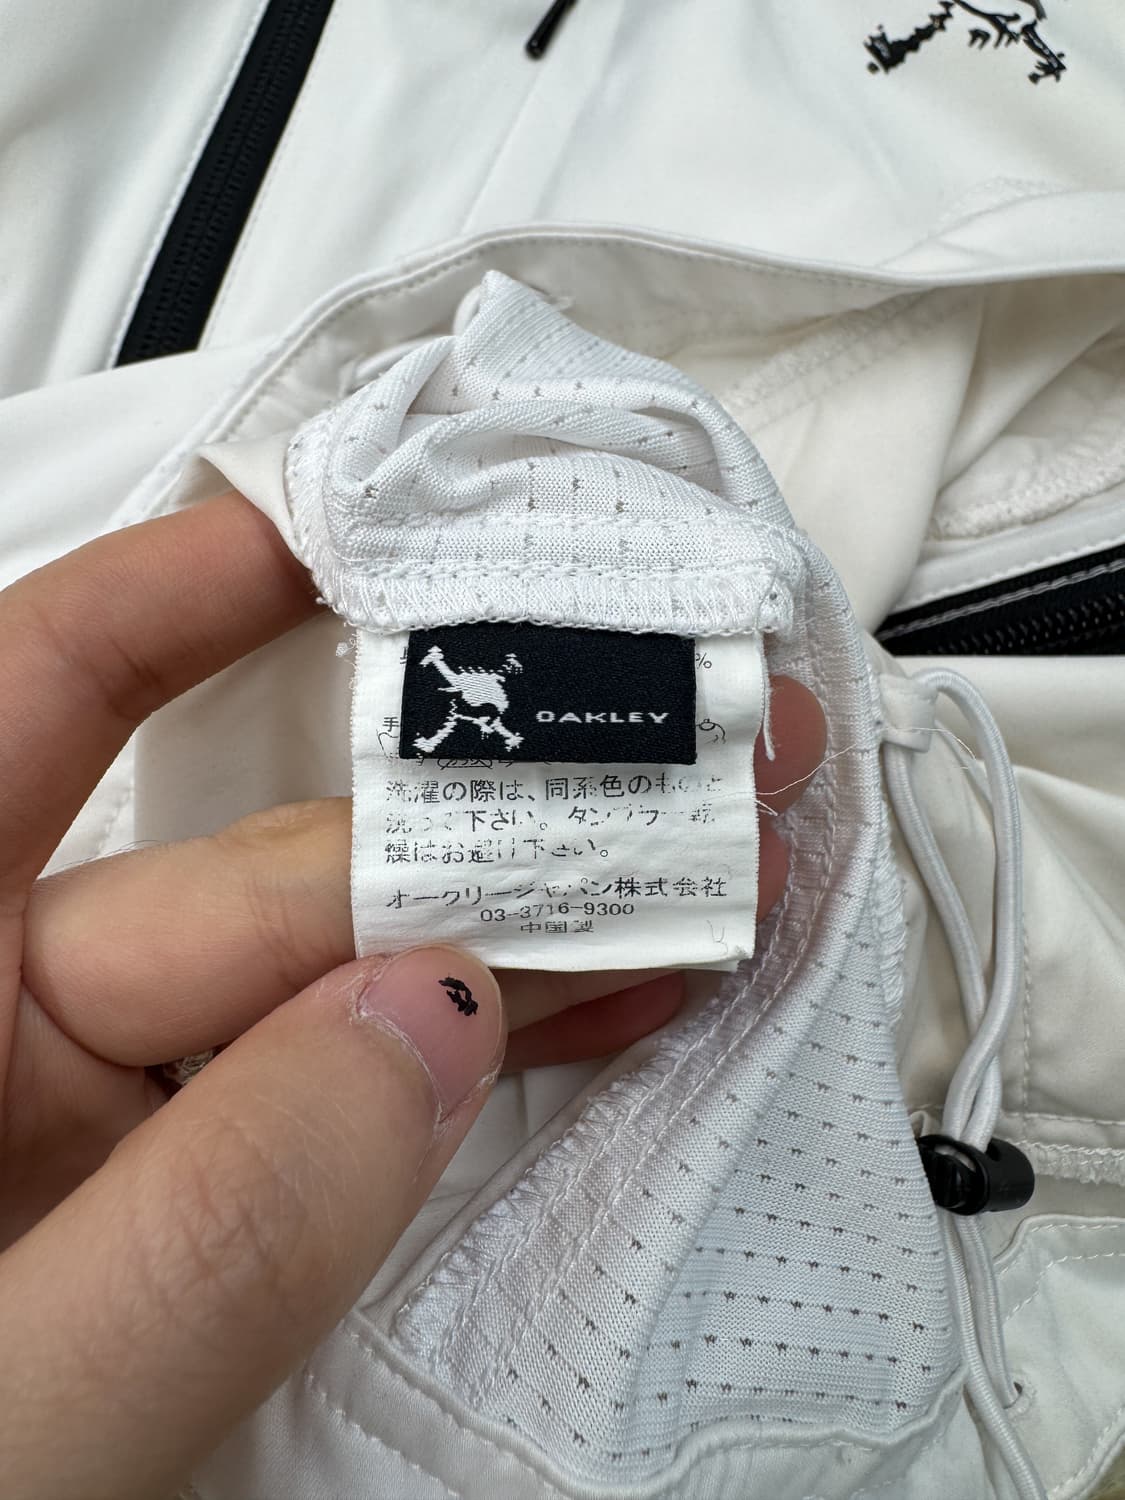 %
OAKLEY
手
洗濯の際は、同系色のものと
洗って下さい。タンブラー乾
燥はお避け下さい。
オークリージャパン株式会社
03-3716-9300
中国製